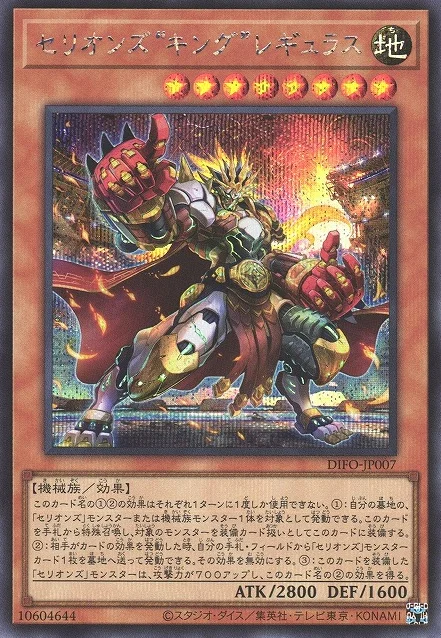 セリオンズ“キング”レギュラス
地
DIFO-JP007
【機械族/効果】
このカード名の①②の効果はそれぞれ1ターンに1度しか使用できない。①:自分の墓地の、
「セリオンズ」モンスターまたは機械族モンスター1体を対象として発動できる。このカード
を手札から特殊召喚し、対象のモンスターを装備カード扱いとしてこのカードに装備する。
②:相手がカードの効果を発動した時、自分の手札・フィールドから「セリオンズ」モンスター
カード1枚を墓地へ送って発動できる。その効果を無効にする。③:このカードを装備した
「セリオンズ」モンスターは、攻撃力が700アップし、このカード名の②の効果を得る。
ATK/2800 DEF/1600
10604644
©スタジオ・ダイス/集英社・テレビ東京・KONAMI